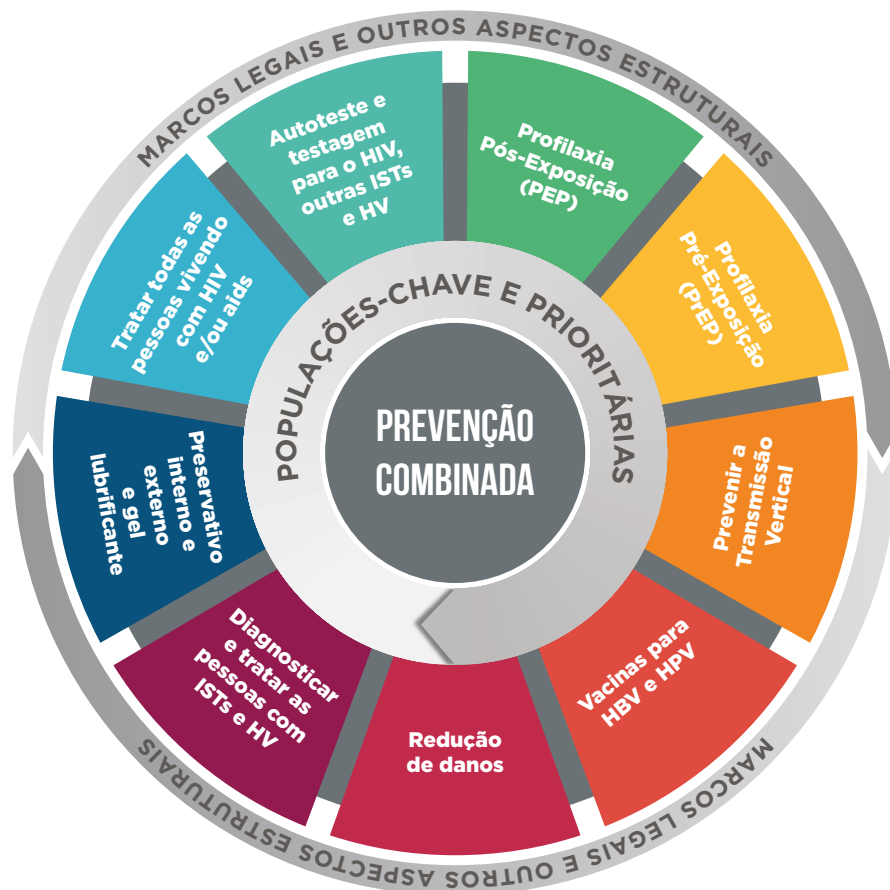 MARCOS LEGAIS E OUTROS ASPECTOS ESTRUTURAIS
Autoteste e
testagem
para o HIV,
outras ISTs
e HV
Profilaxia
Pós-Exposição
(PEP)
Profilaxia
Pré-Exposição
(PrEP)
Prevenir a
Transmissão
Vertical
Vacinas para
HBV e HPV
Redução
de danos
Diagnosticar
e tratar as
pessoas com
ISTs e HV
Preservativo
interno e
externo
e gel
lubrificante
Tratar todas as
pessoas vivendo
com HIV
e/ou aids
POPULAÇÕES-CHAVE E PRIORITÁRIAS
PREVENÇÃO
COMBINADA
MARCOS LEGAIS E OUTROS ASPECTOS ESTRUTURAIS